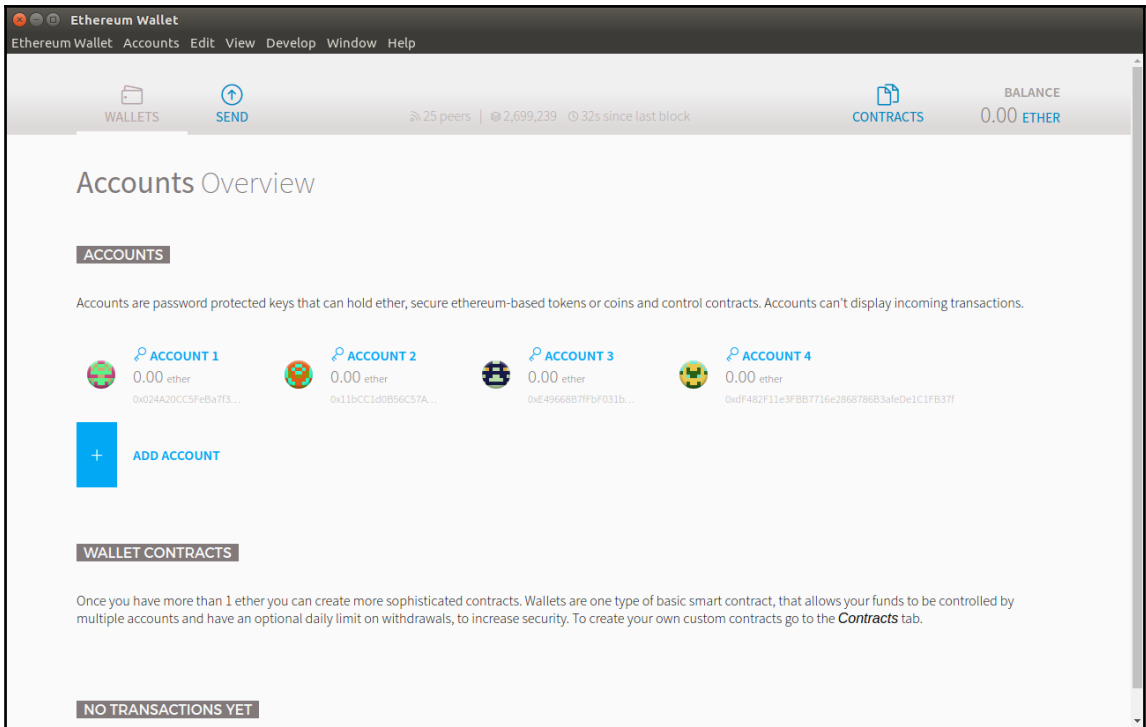 Ethereum Wallet
Ethereum Wallet Accounts Edit View Develop Window Help
WALLETS
SEND
25 peers | 2,699,239 32s since last block
CONTRACTS
BALANCE
0.00 ETHER
Accounts Overview
ACCOUNTS
Accounts are password protected keys that can hold ether, secure ethereum-based tokens or coins and control contracts. Accounts can't display incoming transactions.
ACCOUNT 1
0.00 ether
0x024A20CC5FeBa7f3...
ACCOUNT 2
0.00 ether
0x11bCC1d0B56C57A...
ACCOUNT 3
0.00 ether
0xE49668B7fFbF031b...
ACCOUNT 4
0.00 ether
0xdF482F11e3FBB7716e2868786B3afeDe1C1FB37f
+ ADD ACCOUNT
WALLET CONTRACTS
Once you have more than 1 ether you can create more sophisticated contracts. Wallets are one type of basic smart contract, that allows your funds to be controlled by
multiple accounts and have an optional daily limit on withdrawals, to increase security. To create your own custom contracts go to the Contracts tab.
NO TRANSACTIONS YET